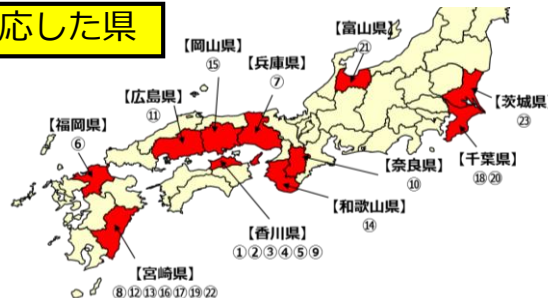 応した県
【富山県】
㉑
【岡山県】
⑮
【兵庫県】
⑦
【広島県】
⑪
【茨城県】
㉓
【福岡県】
⑥
【奈良県】
⑩
【千葉県】
⑱⑳
【和歌山県】
⑭
【香川県】
①②③④⑤⑨
【宮崎県】
⑧⑫⑬⑯⑰⑲㉒